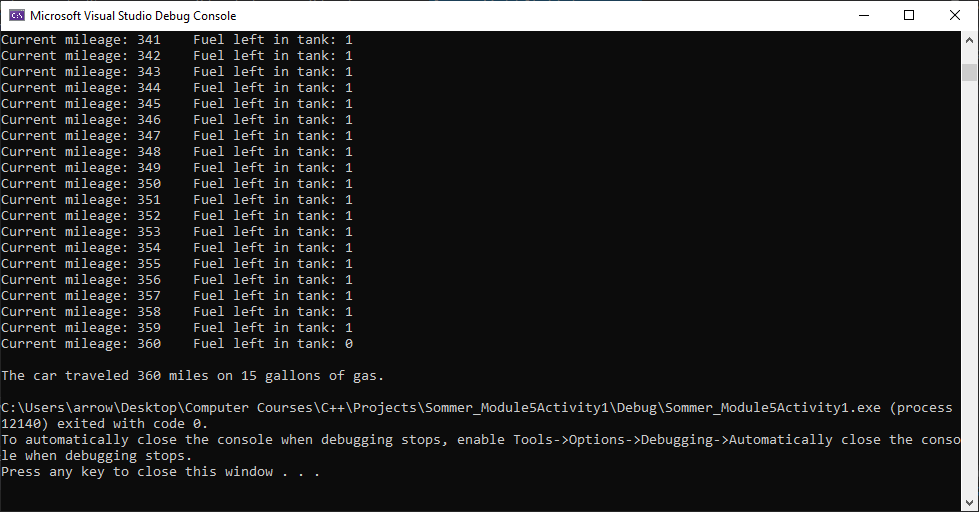 Microsoft Visual Studio Debug Console
Current mileage: 341    Fuel left in tank: 1
Current mileage: 342    Fuel left in tank: 1
Current mileage: 343    Fuel left in tank: 1
Current mileage: 344    Fuel left in tank: 1
Current mileage: 345    Fuel left in tank: 1
Current mileage: 346    Fuel left in tank: 1
Current mileage: 347    Fuel left in tank: 1
Current mileage: 348    Fuel left in tank: 1
Current mileage: 349    Fuel left in tank: 1
Current mileage: 350    Fuel left in tank: 1
Current mileage: 351    Fuel left in tank: 1
Current mileage: 352    Fuel left in tank: 1
Current mileage: 353    Fuel left in tank: 1
Current mileage: 354    Fuel left in tank: 1
Current mileage: 355    Fuel left in tank: 1
Current mileage: 356    Fuel left in tank: 1
Current mileage: 357    Fuel left in tank: 1
Current mileage: 358    Fuel left in tank: 1
Current mileage: 359    Fuel left in tank: 1
Current mileage: 360    Fuel left in tank: 0
The car traveled 360 miles on 15 gallons of gas.
C:\Users\arrow\Desktop\Computer Courses\C++\Projects\Sommer_Module5Activity1\Debug\Sommer_Module5Activity1.exe (process
12140) exited with code 0.
To automatically close the console when debugging stops, enable Tools->Options->Debugging->Automatically close the conso
le when debugging stops.
Press any key to close this window . . .